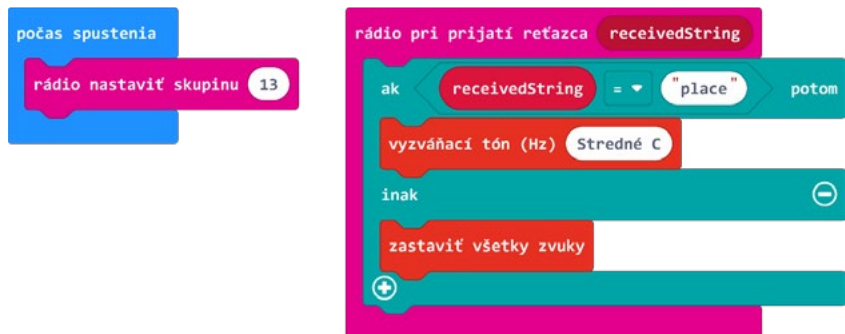 počas spustenia
rádio nastaviť skupinu 13
rádio pri prijatí reťazca receivedString
ak receivedString = "place" potom
vyzváňací tón (Hz) Stredné C
inak
zastaviť všetky zvuky